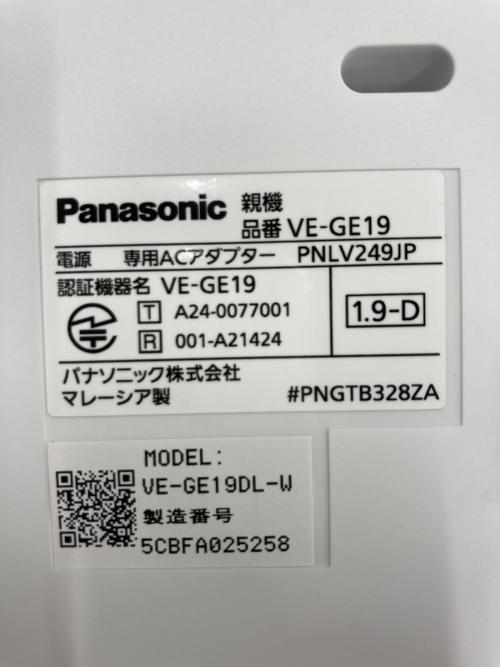 Panasonic 親機
品番 VE-GE19
電源 専用ACアダプター PNLV249JP
認証機器名 VE-GE19
T A24-0077001
R 001-A21424
1.9-D
パナソニック株式会社
マレーシア製 #PNGTB328ZA
MODEL:
VE-GE19DL-W
製造番号
5CBFA025258